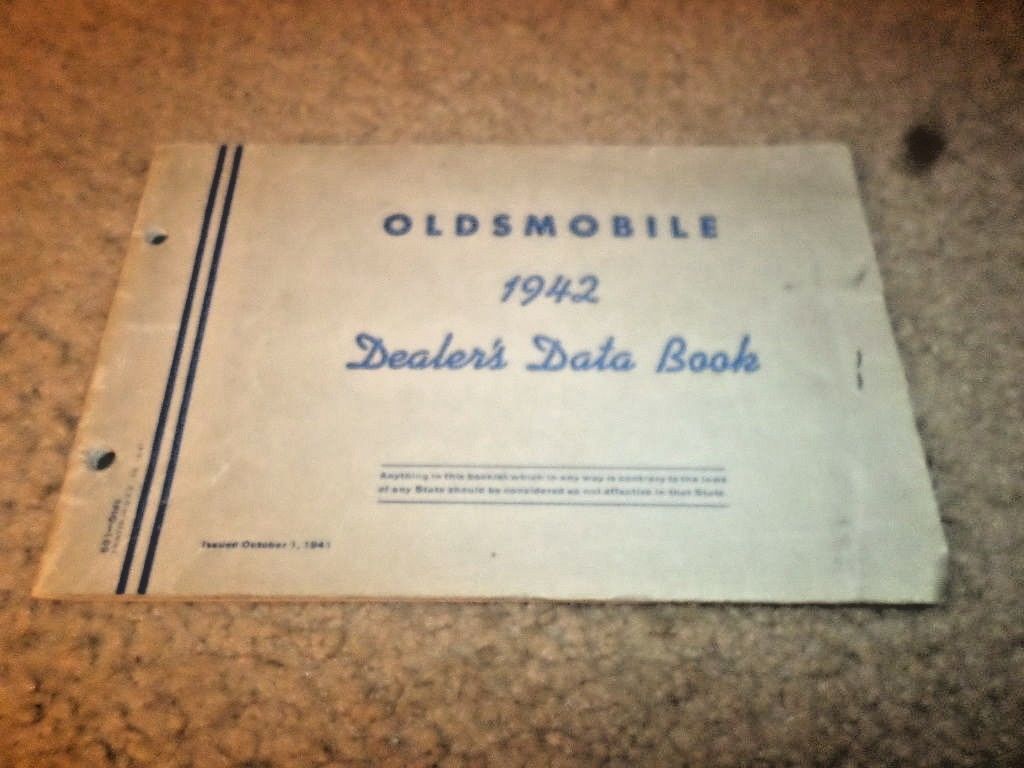 OLDSMOBILE
1942
Dealer's Data Book
Anything in this booklet which in any way is contrary to the laws
of any State should be considered as not effective in that State.
Issued October 1, 1941